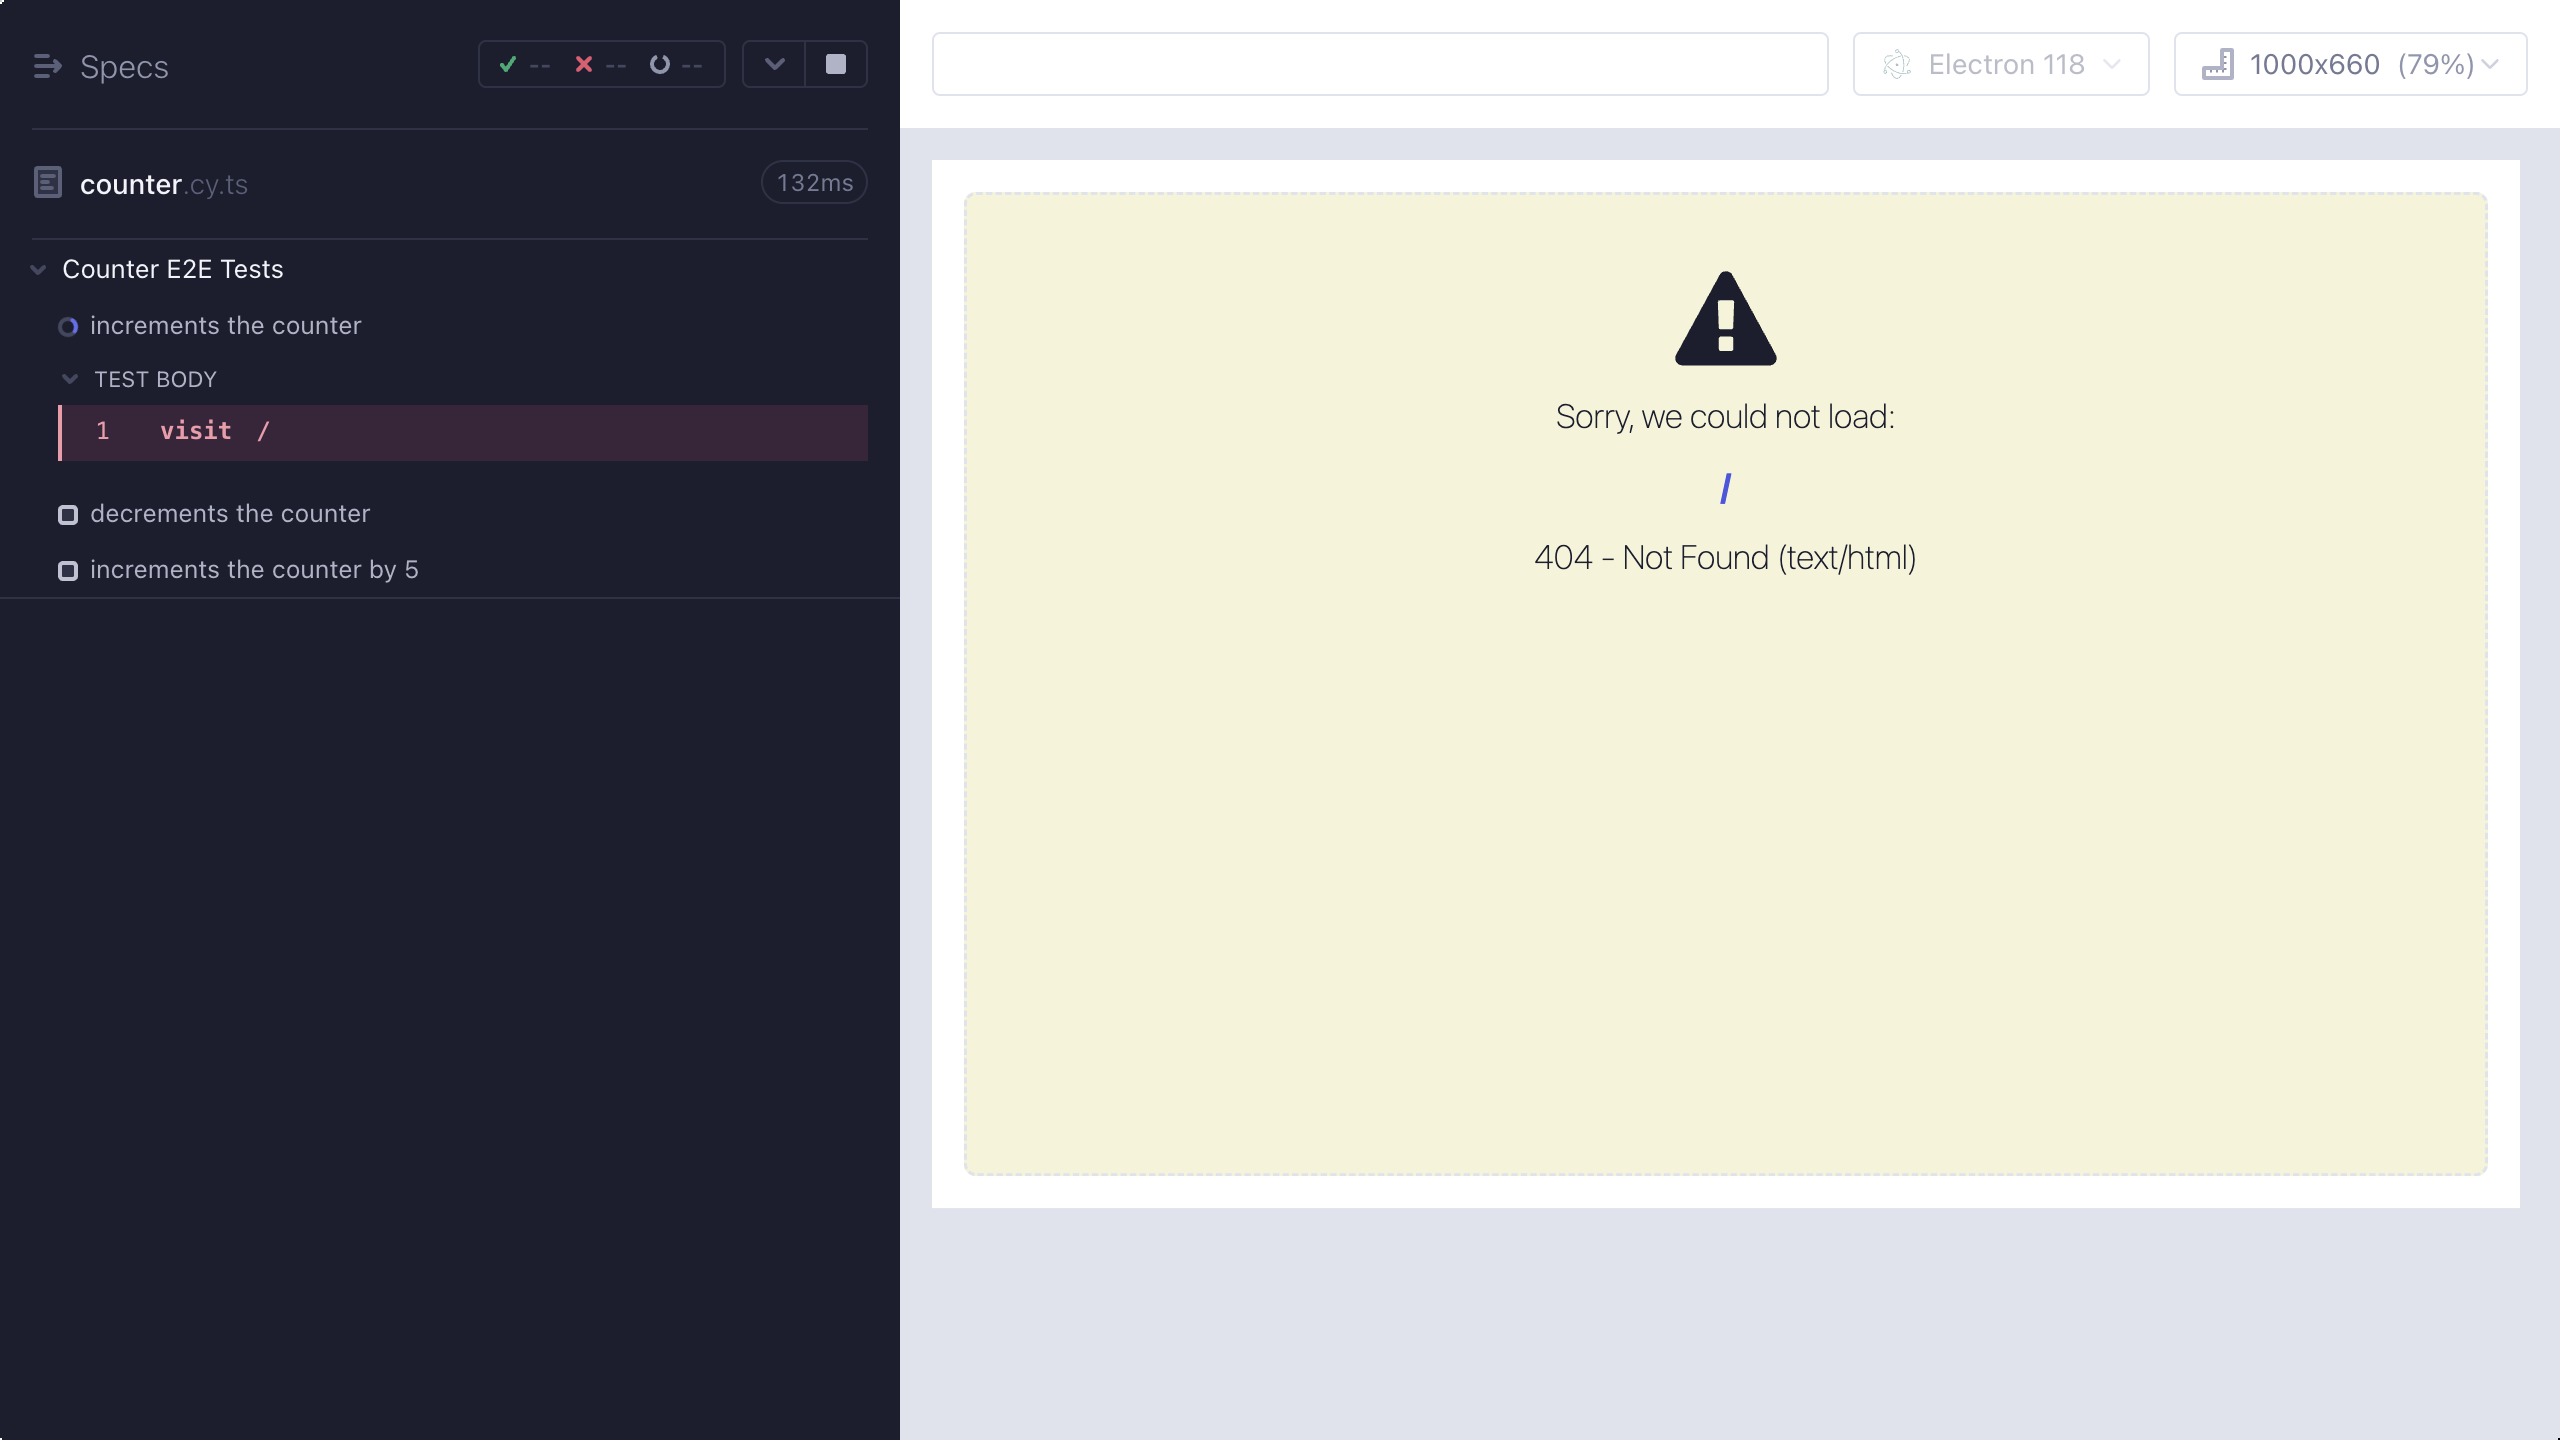 Specs
-- -- --
counter.cy.ts
132ms
Counter E2E Tests
increments the counter
TEST BODY
1 visit /
decrements the counter
increments the counter by 5
Electron 118
1000x660 (79%)
Sorry, we could not load:
/
404 - Not Found (text/html)